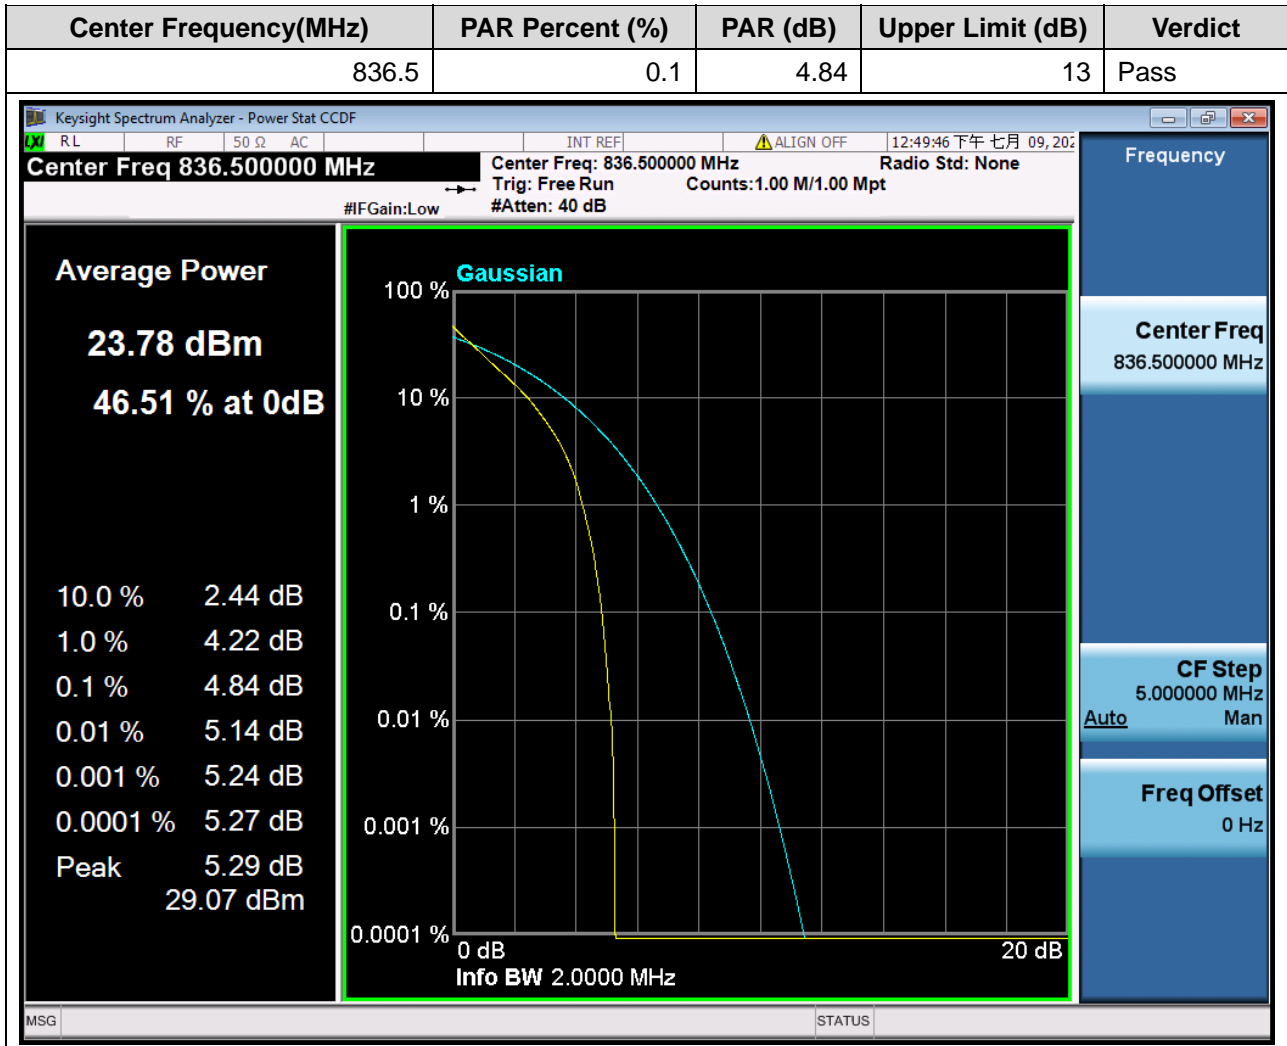 Center Frequency(MHz) PAR Percent (%) PAR (dB) Upper Limit (dB) Verdict
836.5 0.1 4.84 13 Pass
Keysight Spectrum Analyzer - Power Stat CCDF
LXI RL RF 50 Ω AC INT REF ALIGN OFF 12:49:46 下午 七月 09, 202
Center Freq 836.500000 MHz
Center Freq: 836.500000 MHz Radio Std: None
Trig: Free Run Counts:1.00 M/1.00 Mpt
#IFGain:Low #Atten: 40 dB
Average Power
23.78 dBm
46.51 % at 0dB
10.0 % 2.44 dB
1.0 % 4.22 dB
0.1 % 4.84 dB
0.01 % 5.14 dB
0.001 % 5.24 dB
0.0001 % 5.27 dB
Peak 5.29 dB
29.07 dBm
Gaussian
100 %
10 %
1 %
0.1 %
0.01 %
0.001 %
0.0001 %
0 dB 20 dB
Info BW 2.0000 MHz
Frequency
Center Freq
836.500000 MHz
CF Step
5.000000 MHz
Auto Man
Freq Offset
0 Hz
MSG STATUS